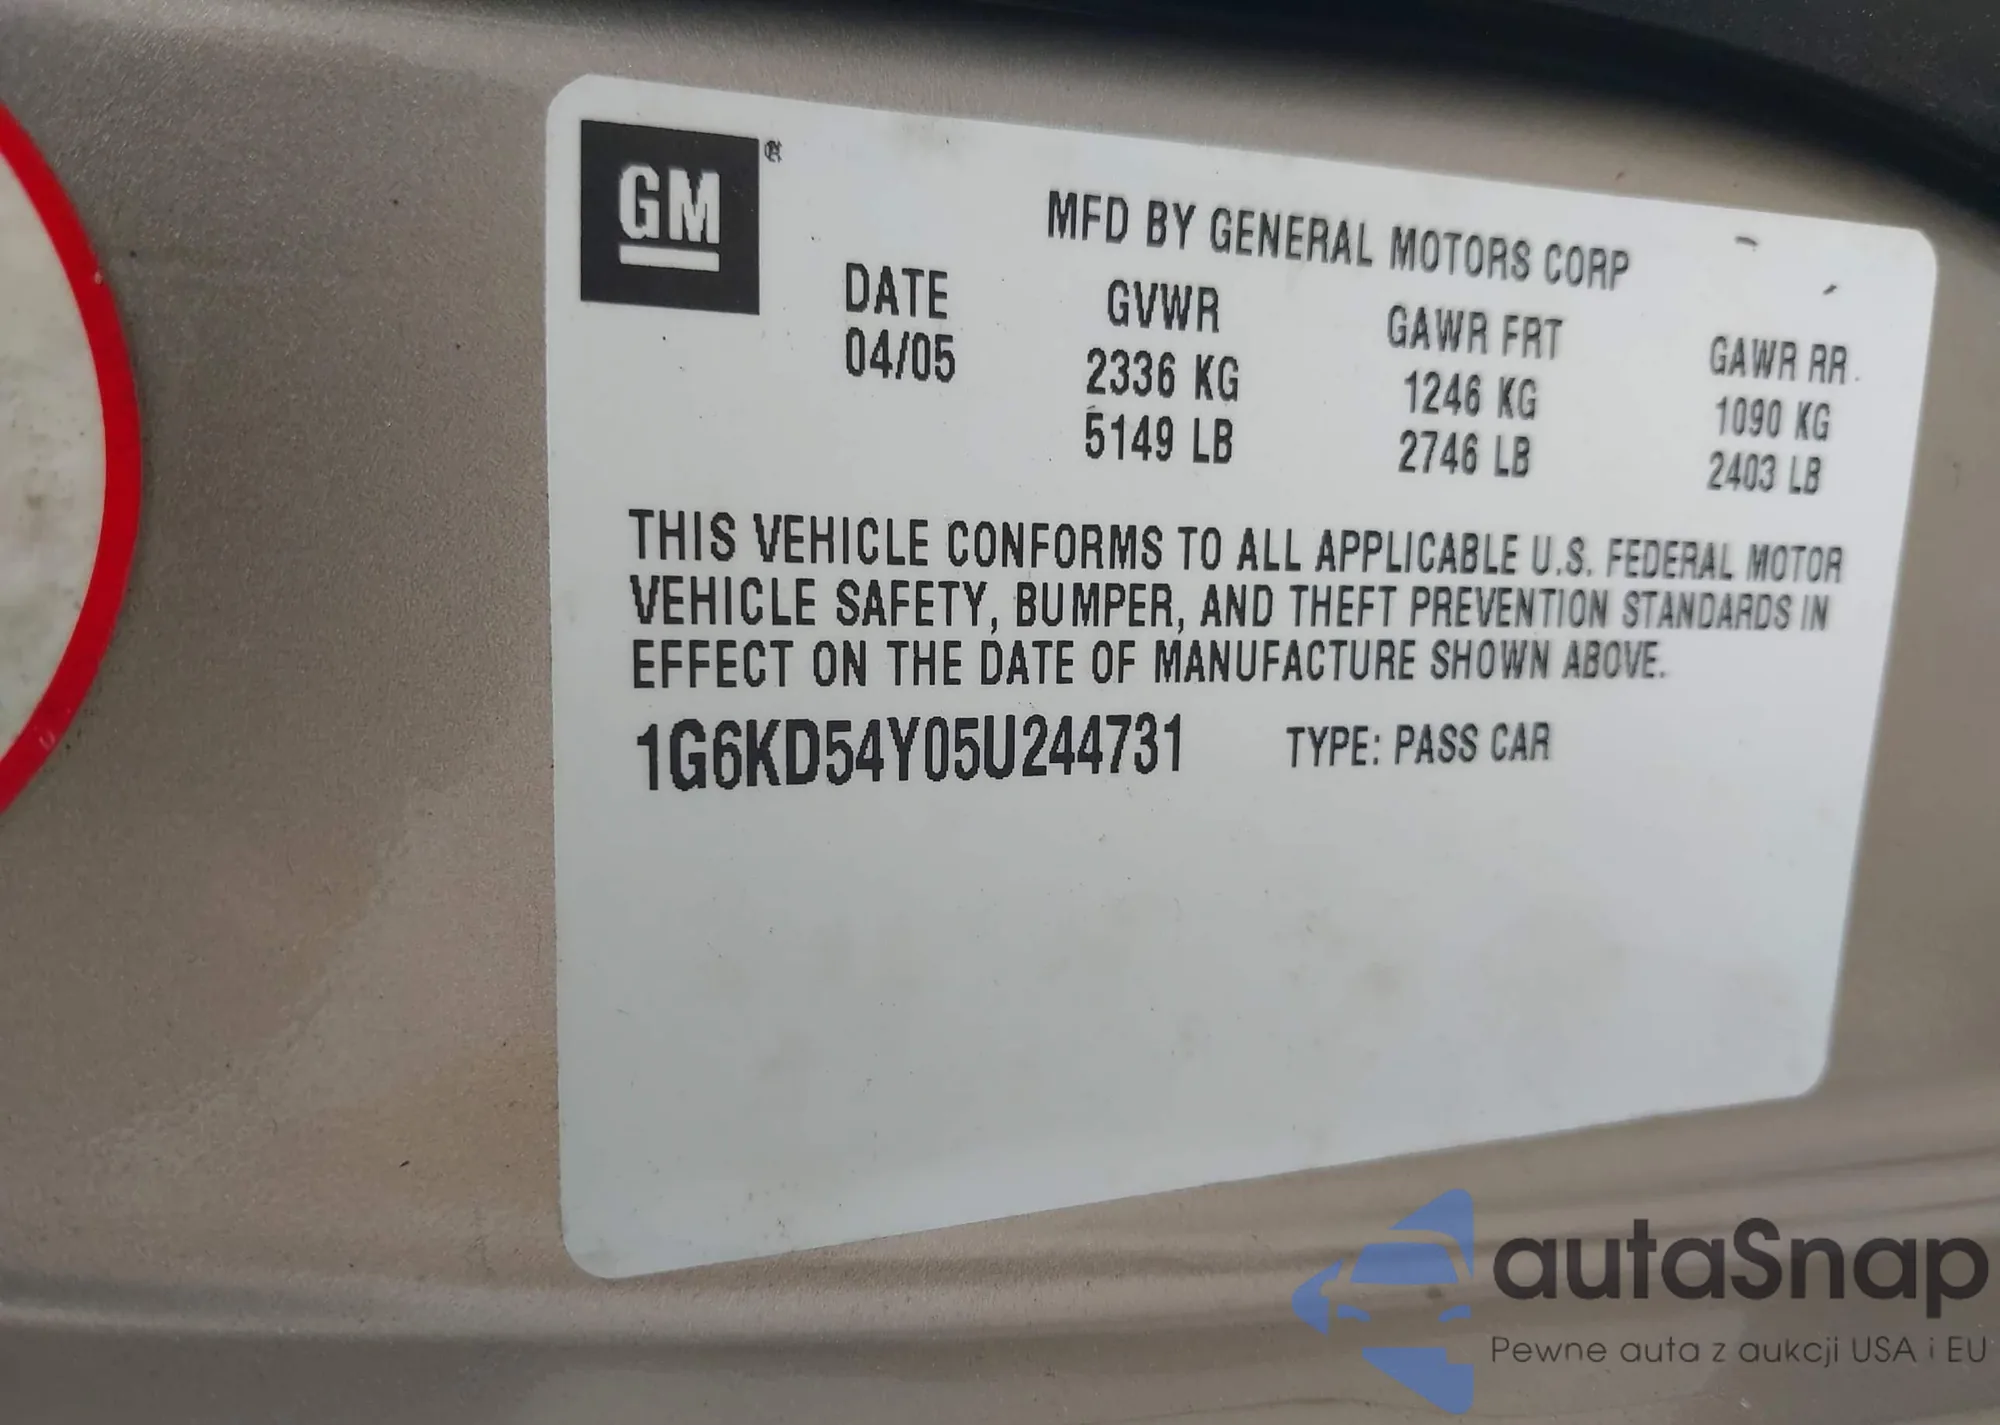 GM®
MFD BY GENERAL MOTORS CORP
DATE GVWR GAWR FRT GAWR RR
04/05 2336 KG 1246 KG 1090 KG
5149 LB 2746 LB 2403 LB
THIS VEHICLE CONFORMS TO ALL APPLICABLE U.S. FEDERAL MOTOR
VEHICLE SAFETY, BUMPER, AND THEFT PREVENTION STANDARDS IN
EFFECT ON THE DATE OF MANUFACTURE SHOWN ABOVE.
1G6KD54Y05U244731 TYPE: PASS CAR
autaSnap
Pewne auta z aukcji USA i EU